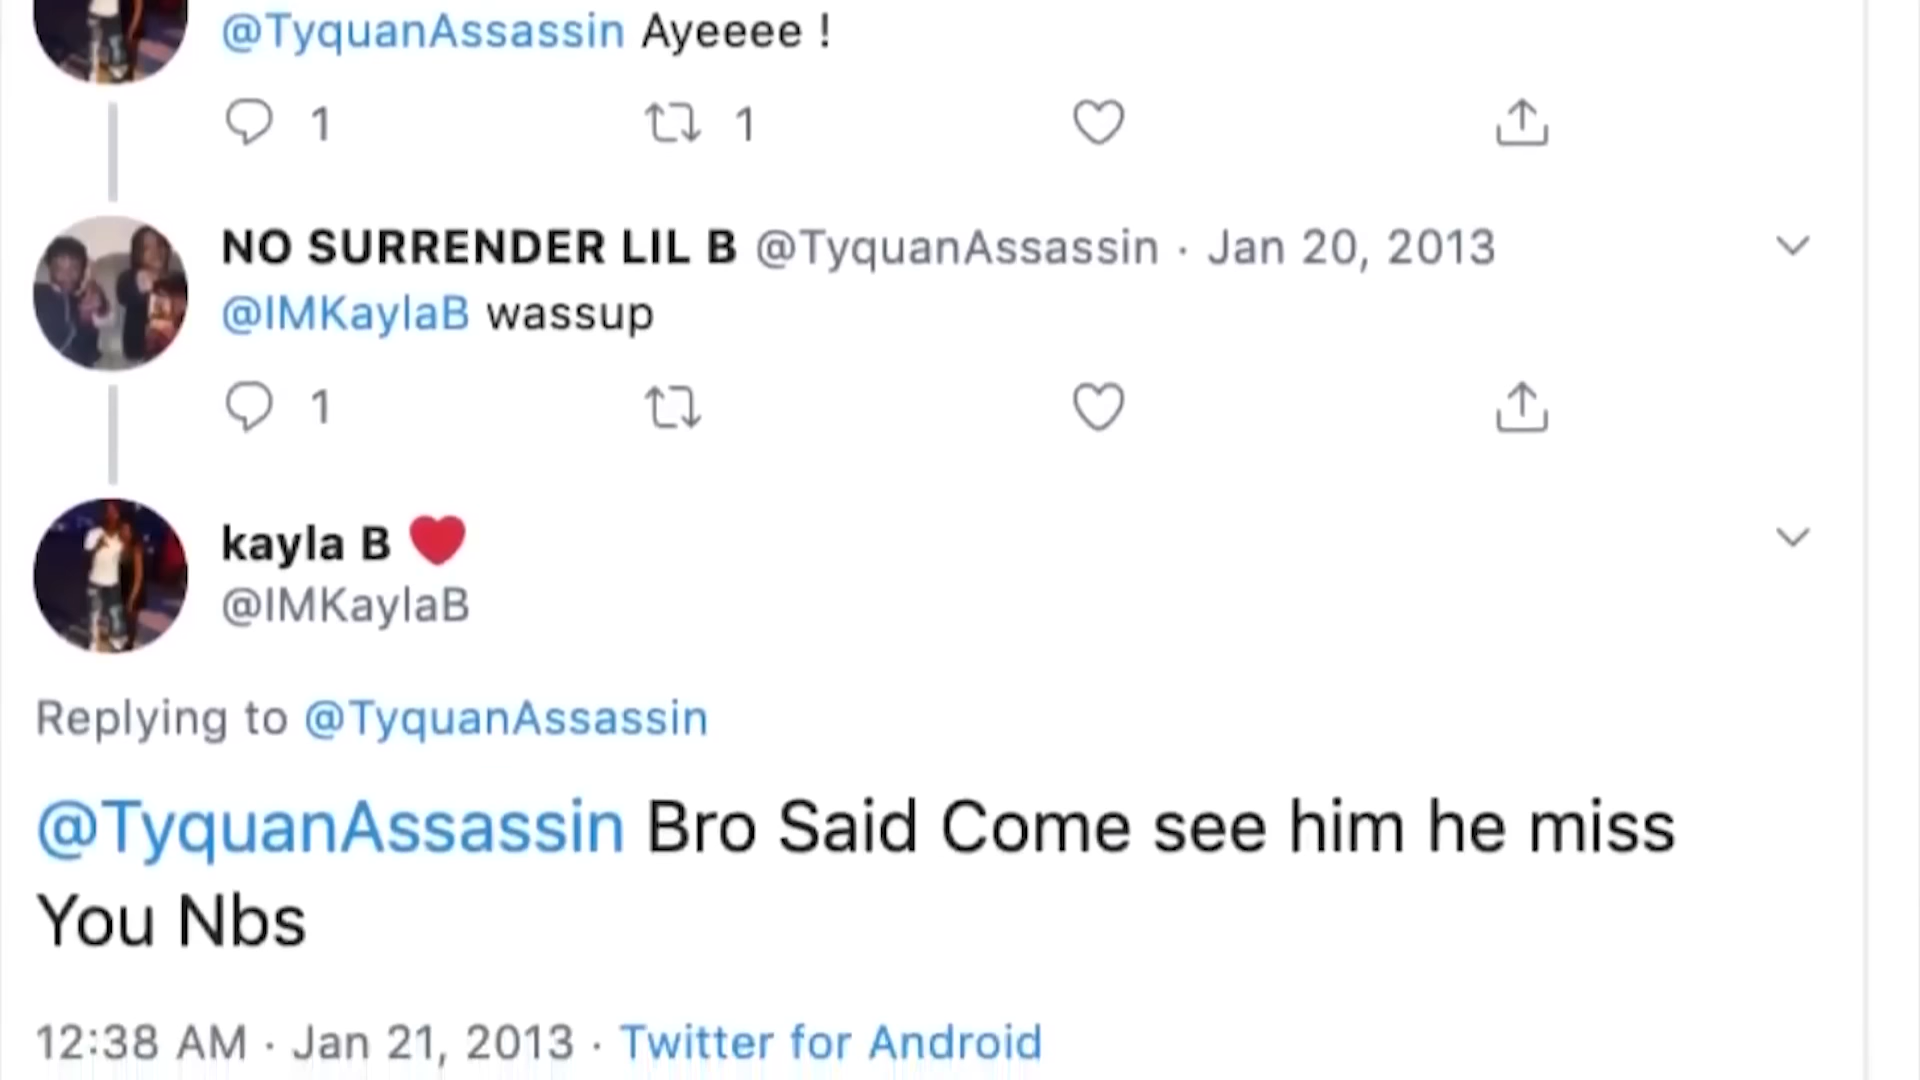 @TyquanAssassin Ayeeee !
1 1
NO SURRENDER LIL B @TyquanAssassin · Jan 20, 2013
@IMKaylaB wassup
1
kayla B ❤️
@IMKaylaB
Replying to @TyquanAssassin
@TyquanAssassin Bro Said Come see him he miss
You Nbs
12:38 AM · Jan 21, 2013 · Twitter for Android